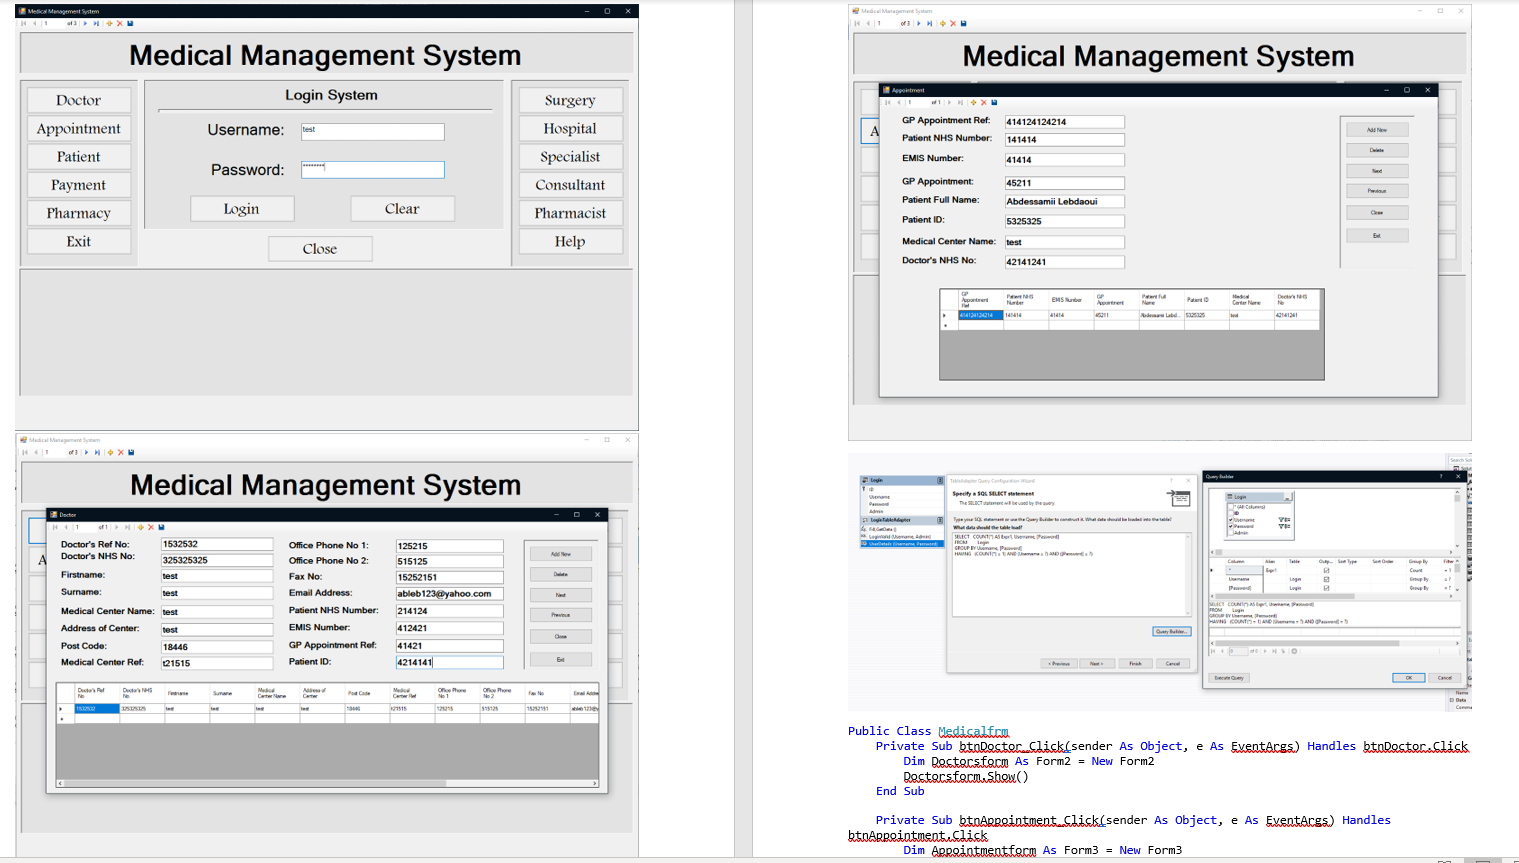 Medical Management System
1 of 3
Medical Management System
Doctor
Appointment
Patient
Payment
Pharmacy
Exit
Login System
Username: test
Password: ********
Login Clear
Close
Surgery
Hospital
Specialist
Consultant
Pharmacist
Help
Medical Management System
1 of 3
Medical Management System
Doctor
1 of 1
A
Doctor's Ref No: 1532532
Doctor's NHS No: 325325325
Firstname: test
Surname: test
Medical Center Name: test
Address of Center: test
Post Code: 18446
Medical Center Ref: t21515
Office Phone No 1: 125215
Office Phone No 2: 515125
Fax No: 15252151
Email Address: ableb123@yahoo.com
Patient NHS Number: 214124
EMIS Number: 412421
GP Appointment Ref: 41421
Patient ID: 4214141
Add New
Delete
Next
Previous
Close
Exit
Doctor's Ref No Doctor's NHS No Firstname Surname Medical Center Name Address of Center Post Code Medical Center Ref Office Phone No 1 Office Phone No 2 Fax No Email Addre
1532532 325325325 test test test test 18446 t21515 125215 515125 15252151 ableb123@y
Medical Management System
1 of 3
Medical Management System
Appointment
1 of 1
A
GP Appointment Ref: 414124124214
Patient NHS Number: 141414
EMIS Number: 41414
GP Appointment: 45211
Patient Full Name: Abdessamii Lebdaoui
Patient ID: 5325325
Medical Center Name: test
Doctor's NHS No: 42141241
Add New
Delete
Next
Previous
Close
Exit
GP Appointment Ref Patient NHS Number EMIS Number GP Appointment Patient Full Name Patient ID Medical Center Name Doctor's NHS No
414124124214 141414 41414 45211 Abdessamii Lebd... 5325325 test 42141241
Login
ID
Username
Password
Admin
LoginTableAdapter
Fill,GetData ()
UserDetails (Username, Password)
TableAdapter Query Configuration Wizard
Specify a SQL SELECT statement
The SELECT statement will be used by the query.
Type your SQL statement or use the Query Builder to construct it. What data should be loaded into the table?
What data should the table load?
SELECT COUNT(*) AS Expr1, Username, [Password]
FROM Login
GROUP BY Username, [Password]
HAVING (COUNT(*) = 1) AND (Username = ?) AND ([Password] = ?)
Query Builder...
< Previous Next > Finish Cancel
Query Builder
Login
* (All Columns)
ID
Username
Password
Admin
Column Alias Table Outp... Sort Type Sort Order Group By Filter
* Expr1 Count = 1
Username Login Group By = ?
[Password] Login Group By = ?
SELECT COUNT(*) AS Expr1, Username, [Password]
FROM Login
GROUP BY Username, [Password]
HAVING (COUNT(*) = 1) AND (Username = ?) AND ([Password] = ?)
Execute Query OK Cancel
Public Class Medicalfrm
Private Sub btnDoctor_Click(sender As Object, e As EventArgs) Handles btnDoctor.Click
Dim Doctorsform As Form2 = New Form2
Doctorsform.Show()
End Sub
Private Sub btnAppointment_Click(sender As Object, e As EventArgs) Handles
btnAppointment.Click
Dim Appointmentform As Form3 = New Form3